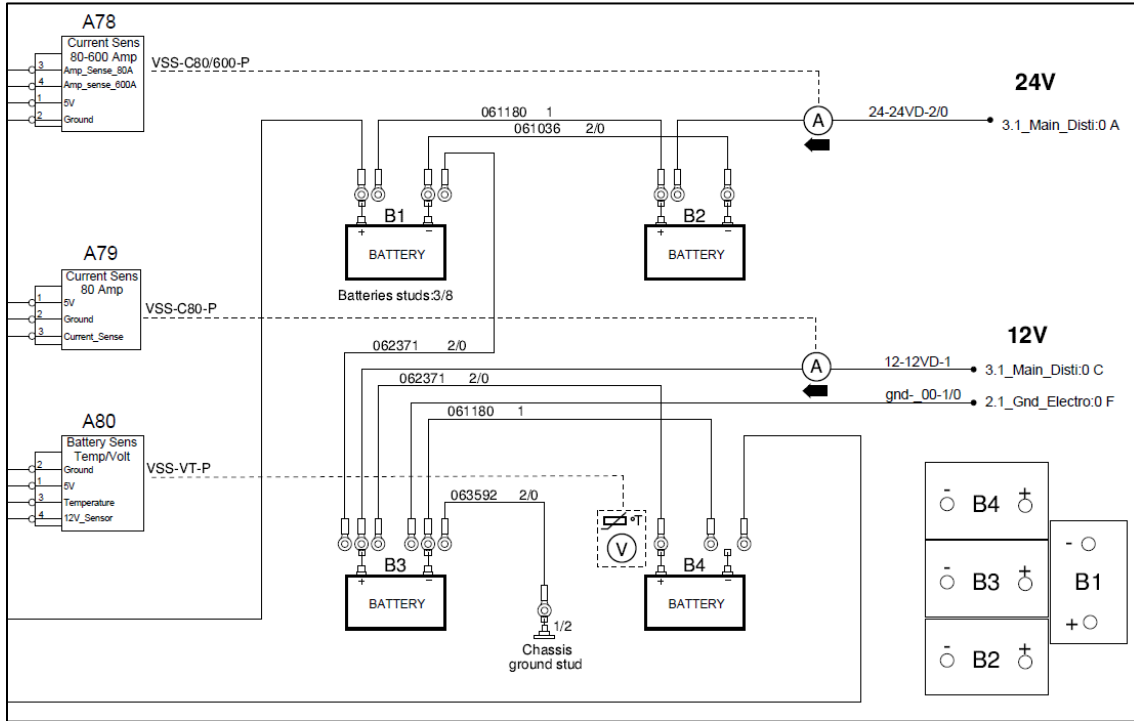 A78
Current Sens
80-600 Amp
3
Amp_Sense_80A
4
Amp_sense_600A
1
5V
2
Ground
VSS-C80/600-P
061180 1
061036 2/0
A
24-24VD-2/0
24V
3.1_Main_Disti:0 A
B1
+ −
BATTERY
Batteries studs:3/8
B2
+ −
BATTERY
A79
Current Sens
80 Amp
1
5V
2
Ground
3
Current_Sense
VSS-C80-P
062371 2/0
062371 2/0
061180 1
A
12V
12-12VD-1
3.1_Main_Disti:0 C
gnd-_00-1/0
2.1_Gnd_Electro:0 F
A80
Battery Sens
Temp/Volt
2
Ground
1
5V
3
Temperature
4
12V_Sensor
VSS-VT-P
063592 2/0
°T
V
B3
+ −
BATTERY
B4
+ −
BATTERY
1/2
Chassis
ground stud
- B4 +
- B3 +
- B2 +
-
B1
+